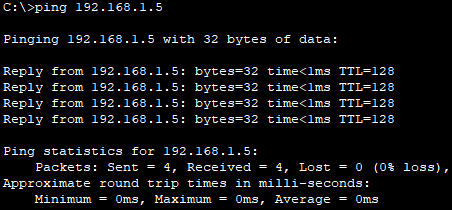 C:\>ping 192.168.1.5
Pinging 192.168.1.5 with 32 bytes of data:
Reply from 192.168.1.5: bytes=32 time<1ms TTL=128
Reply from 192.168.1.5: bytes=32 time<1ms TTL=128
Reply from 192.168.1.5: bytes=32 time<1ms TTL=128
Reply from 192.168.1.5: bytes=32 time<1ms TTL=128
Ping statistics for 192.168.1.5:
    Packets: Sent = 4, Received = 4, Lost = 0 (0% loss),
Approximate round trip times in milli-seconds:
    Minimum = 0ms, Maximum = 0ms, Average = 0ms